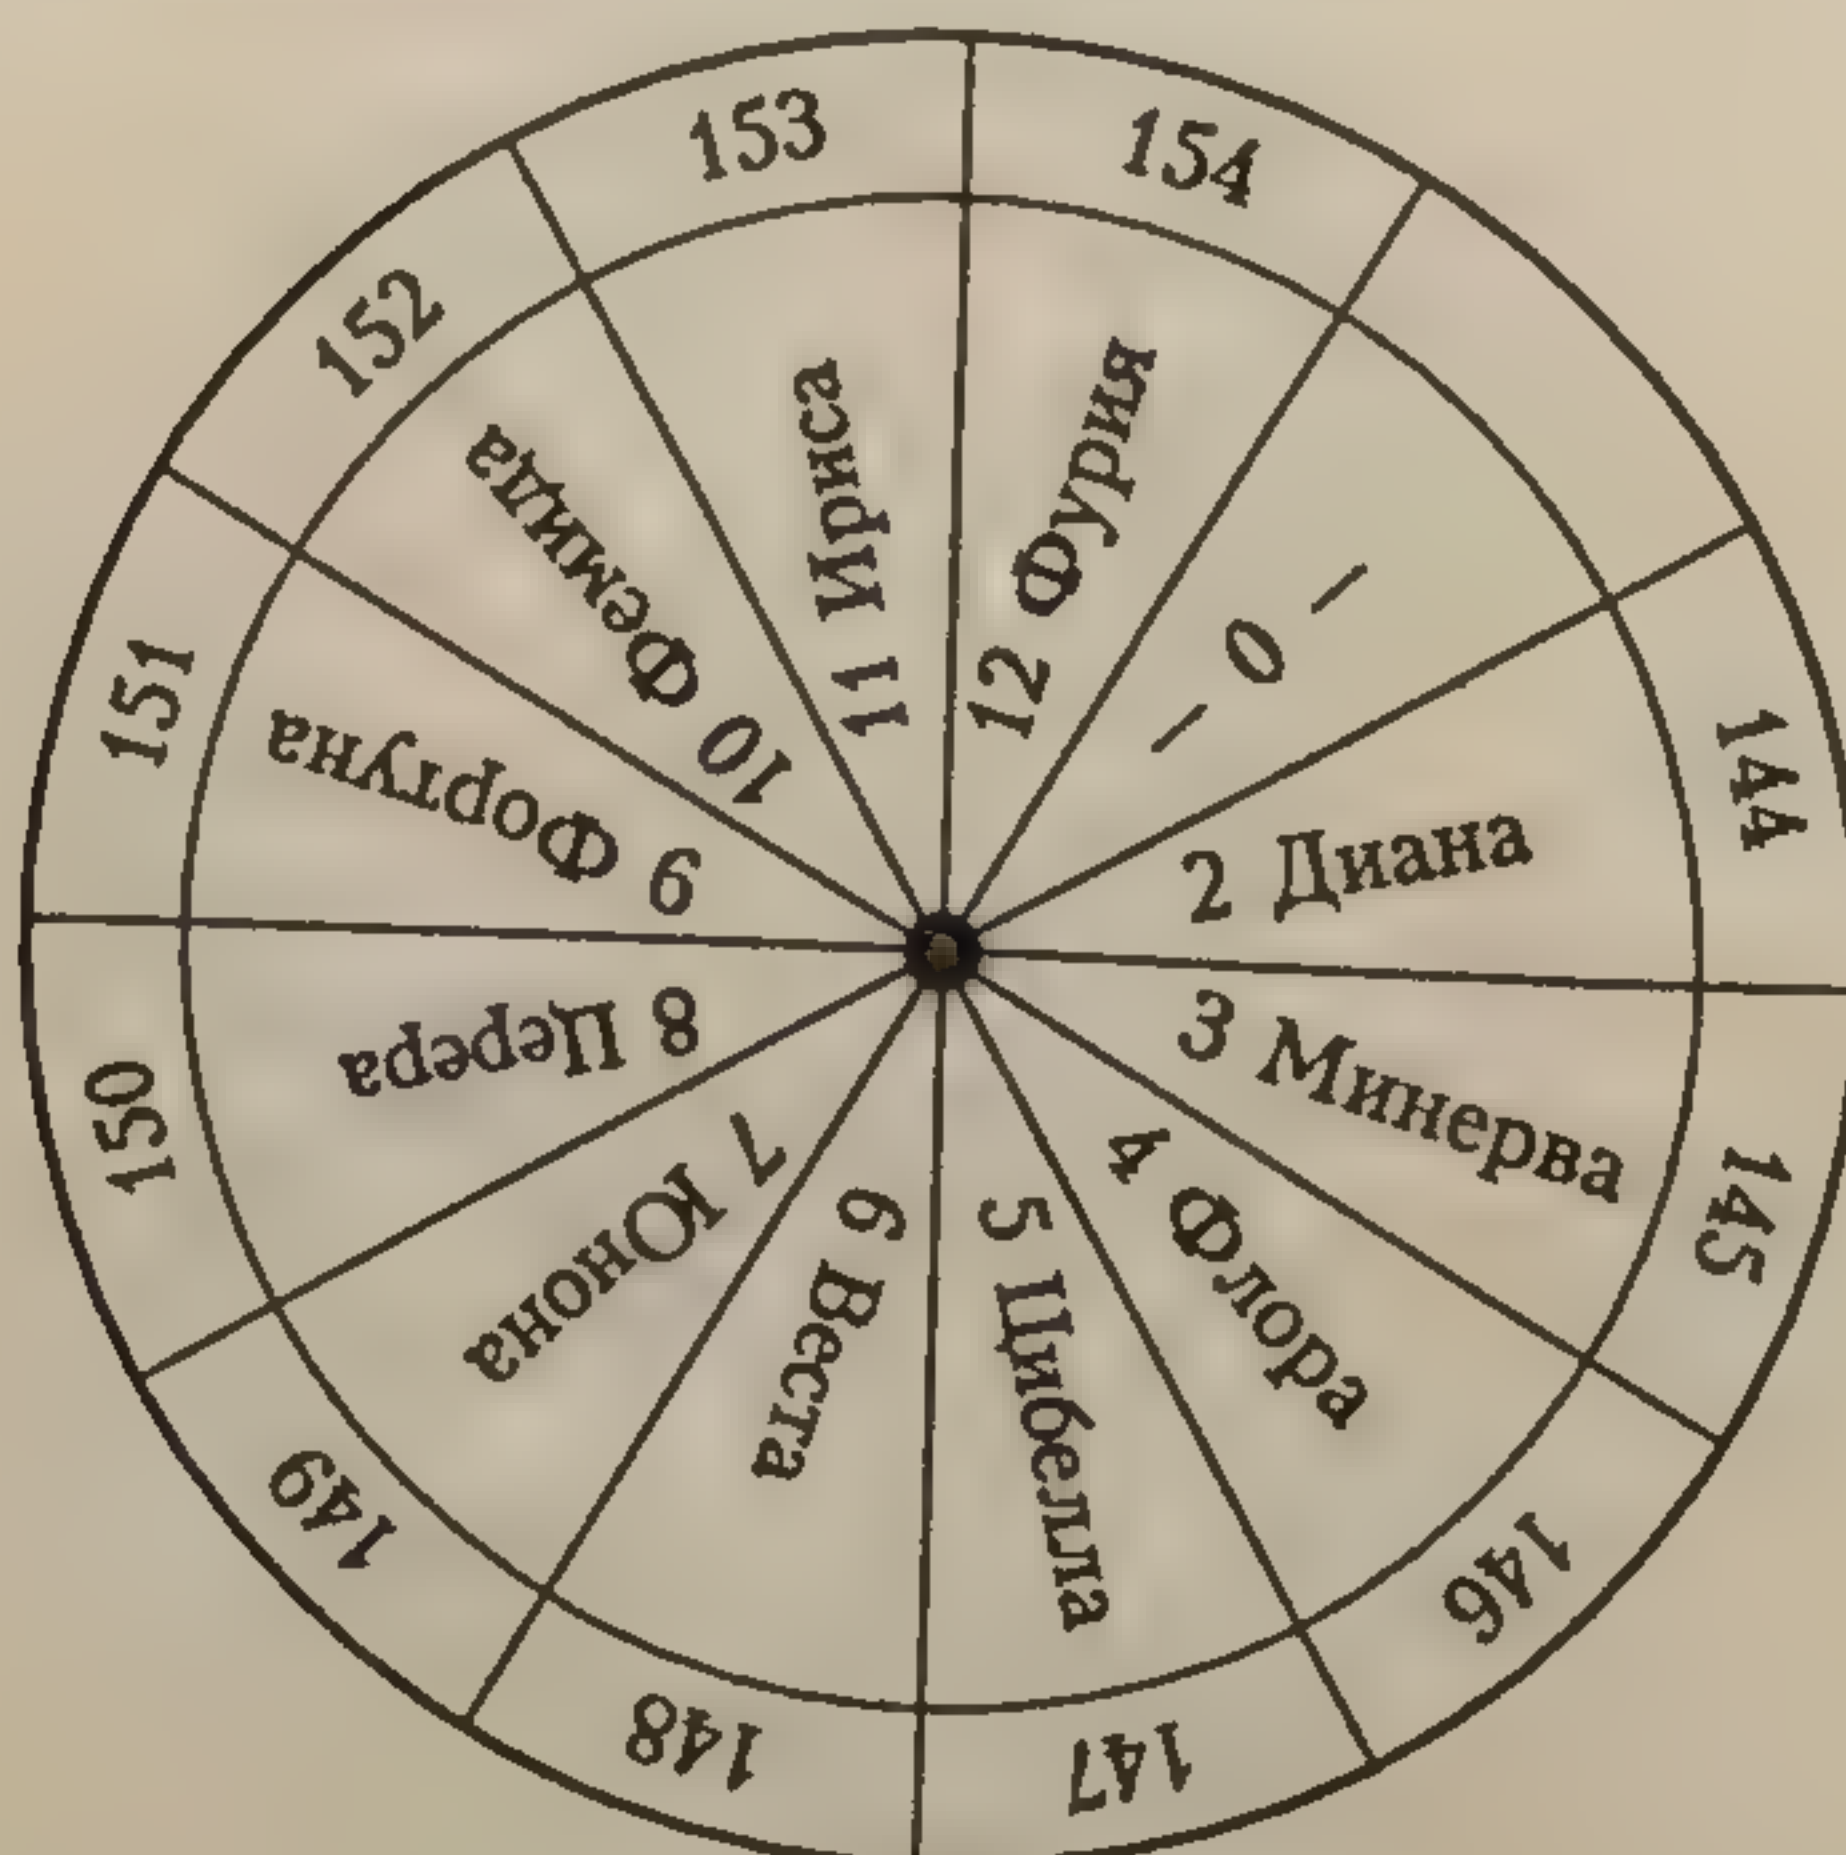 – 0 –
144
2 Диана
145
3 Минерва
146
4 Флора
147
5 Цибелла
148
6 Веста
149
7 Юнона
150
8 Церера
151
9 Фортуна
152
10 Фемида
153
11 Ириса
154
12 Фурия